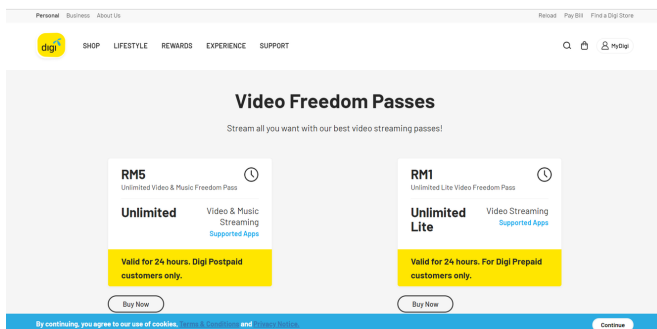 Personal Business About Us
Reload Pay Bill Find a Digi Store
digi
SHOP LIFESTYLE REWARDS EXPERIENCE SUPPORT
MyDigi
Video Freedom Passes
Stream all you want with our best video streaming passes!
RM5
Unlimited Video & Music Freedom Pass
Unlimited
Video & Music
Streaming
Supported Apps
Valid for 24 hours. Digi Postpaid
customers only.
Buy Now
RM1
Unlimited Lite Video Freedom Pass
Unlimited
Lite
Video Streaming
Supported Apps
Valid for 24 hours. For Digi Prepaid
customers only.
Buy Now
By continuing, you agree to our use of cookies, Terms & Conditions and Privacy Notice.
Continue